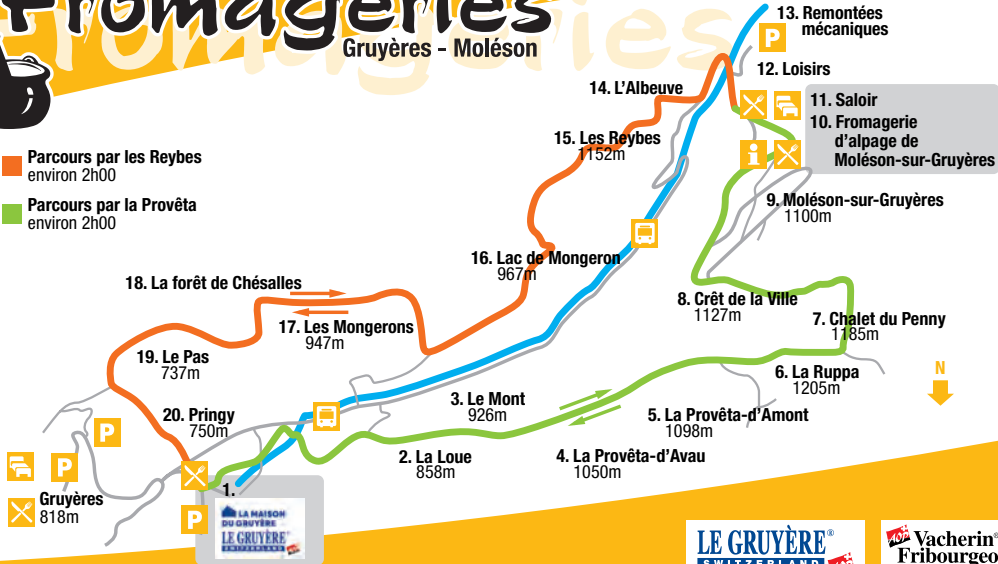 Fromageries
Fromageries
Gruyères - Moléson
Parcours par les Reybes
environ 2h00
Parcours par la Provêta
environ 2h00
13. Remontées
mécaniques
P
12. Loisirs
11. Saloir
10. Fromagerie
d'alpage de
Moléson-sur-Gruyères
i
14. L'Albeuve
15. Les Reybes
1152m
9. Moléson-sur-Gruyères
1100m
16. Lac de Mongeron
967m
18. La forêt de Chésalles
17. Les Mongerons
947m
8. Crêt de la Ville
1127m
7. Chalet du Penny
1185m
19. Le Pas
737m
6. La Ruppa
1205m
N
3. Le Mont
926m
20. Pringy
750m
5. La Provêta-d'Amont
1098m
2. La Loue
858m
4. La Provêta-d'Avau
1050m
P
P
Gruyères
818m
P
1.
LA MAISON
DU GRUYÈRE
LE GRUYÈRE®
SWITZERLAND
AOP
LE GRUYÈRE®
SWITZERLAND
AOP
Vacherin®
Fribourgeo